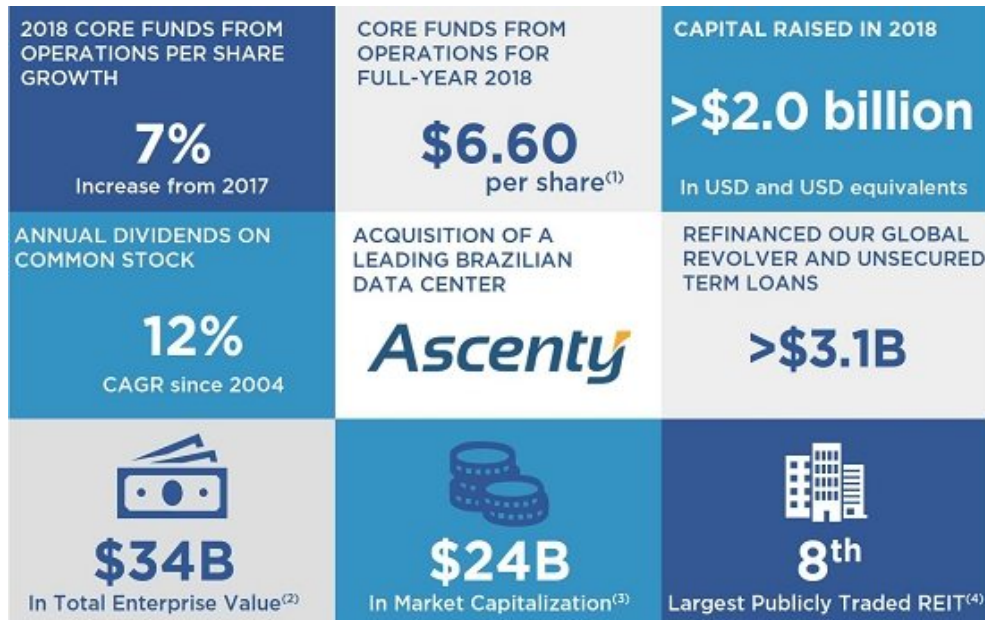 2018 CORE FUNDS FROM
OPERATIONS PER SHARE
GROWTH
7%
Increase from 2017
CORE FUNDS FROM
OPERATIONS FOR
FULL-YEAR 2018
$6.60
per share(1)
CAPITAL RAISED IN 2018
>$2.0 billion
In USD and USD equivalents
ANNUAL DIVIDENDS ON
COMMON STOCK
12%
CAGR since 2004
ACQUISITION OF A
LEADING BRAZILIAN
DATA CENTER
Ascenty
REFINANCED OUR GLOBAL
REVOLVER AND UNSECURED
TERM LOANS
>$3.1B
$34B
In Total Enterprise Value(2)
$24B
In Market Capitalization(3)
8th
Largest Publicly Traded REIT(4)